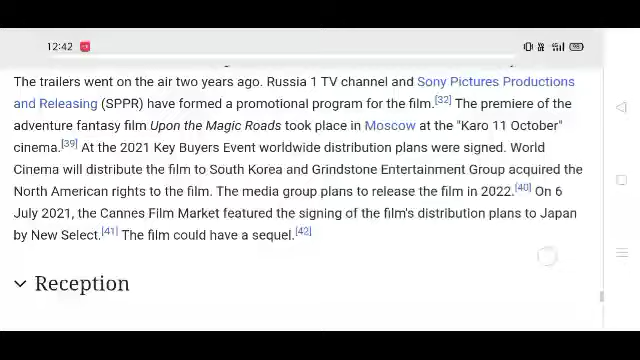 12:42
The trailers went on the air two years ago. Russia 1 TV channel and Sony Pictures Productions
and Releasing (SPPR) have formed a promotional program for the film.[32] The premiere of the
adventure fantasy film Upon the Magic Roads took place in Moscow at the "Karo 11 October"
cinema.[39] At the 2021 Key Buyers Event worldwide distribution plans were signed. World
Cinema will distribute the film to South Korea and Grindstone Entertainment Group acquired the
North American rights to the film. The media group plans to release the film in 2022.[40] On 6
July 2021, the Cannes Film Market featured the signing of the film's distribution plans to Japan
by New Select.[41] The film could have a sequel.[42]
Reception